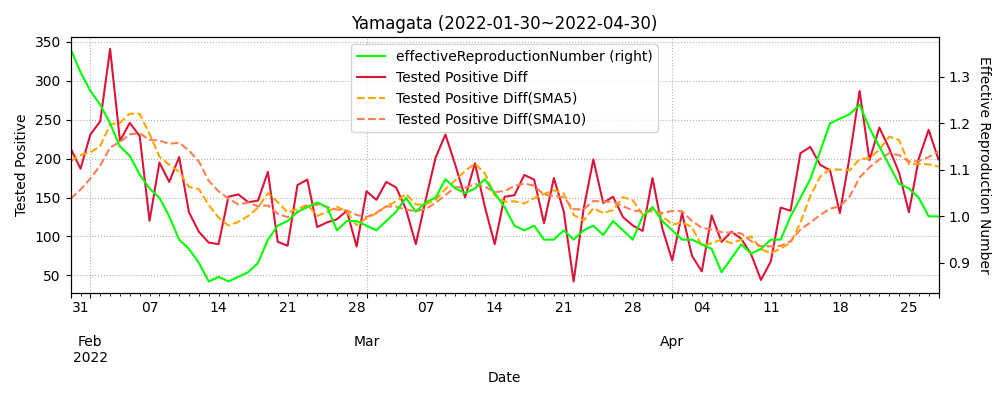 Yamagata (2022-01-30~2022-04-30)
effectiveReproductionNumber (right)
Tested Positive Diff
Tested Positive Diff(SMA5)
Tested Positive Diff(SMA10)
Tested Positive
350
300
250
200
150
100
50
1.3
1.2
1.1
1.0
0.9
Effective Reproduction Number
31 07 14 21 28 07 14 21 28 04 11 18 25
Feb Mar Apr
2022
Date